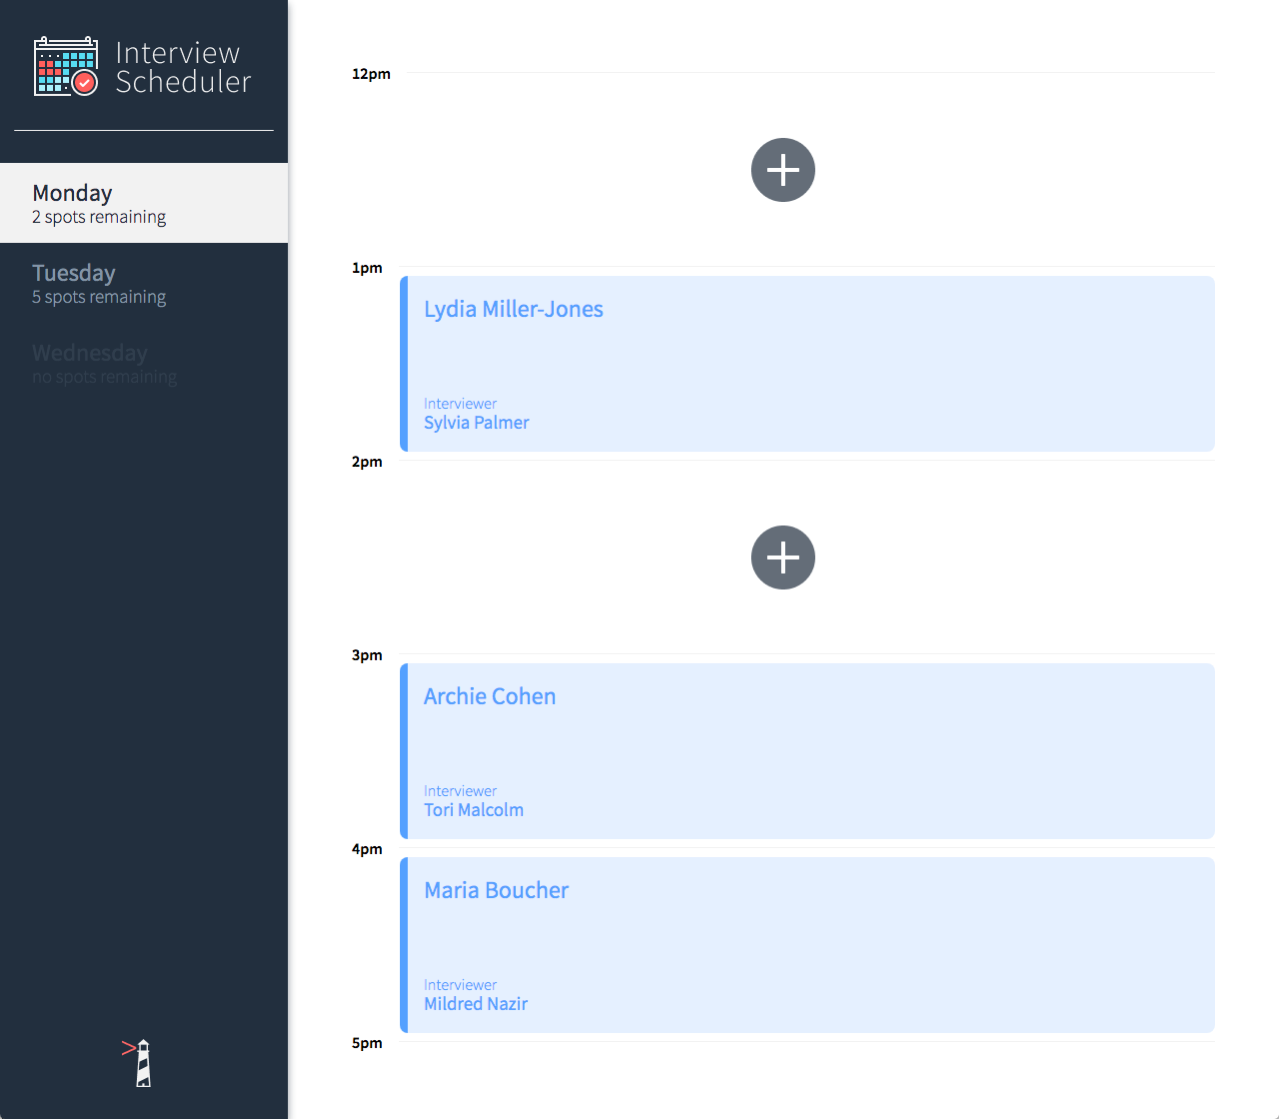 Interview
Scheduler
Monday
2 spots remaining
Tuesday
5 spots remaining
Wednesday
no spots remaining
12pm
1pm
Lydia Miller-Jones
Interviewer
Sylvia Palmer
2pm
3pm
Archie Cohen
Interviewer
Tori Malcolm
4pm
Maria Boucher
Interviewer
Mildred Nazir
5pm